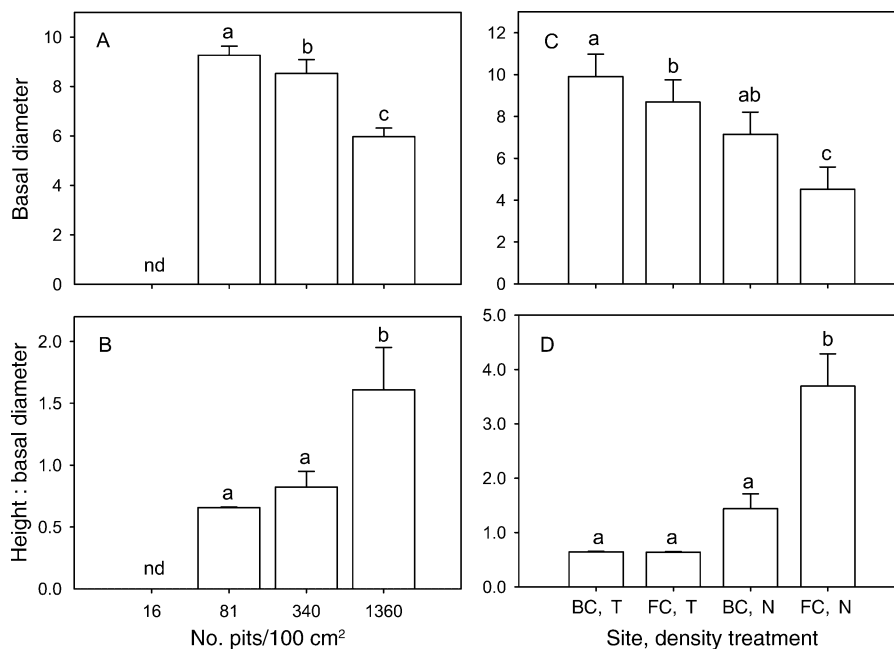 A
a
b
c
nd
Basal diameter
10
8
6
4
2
0
C
a
b
ab
c
12
10
8
6
4
2
0
B
nd
a
a
b
Height : basal diameter
2.0
1.5
1.0
0.5
0.0
16 81 340 1360
No. pits/100 cm²
D
a
a
a
b
5.0
4.0
3.0
2.0
1.0
0.0
BC, T FC, T BC, N FC, N
Site, density treatment